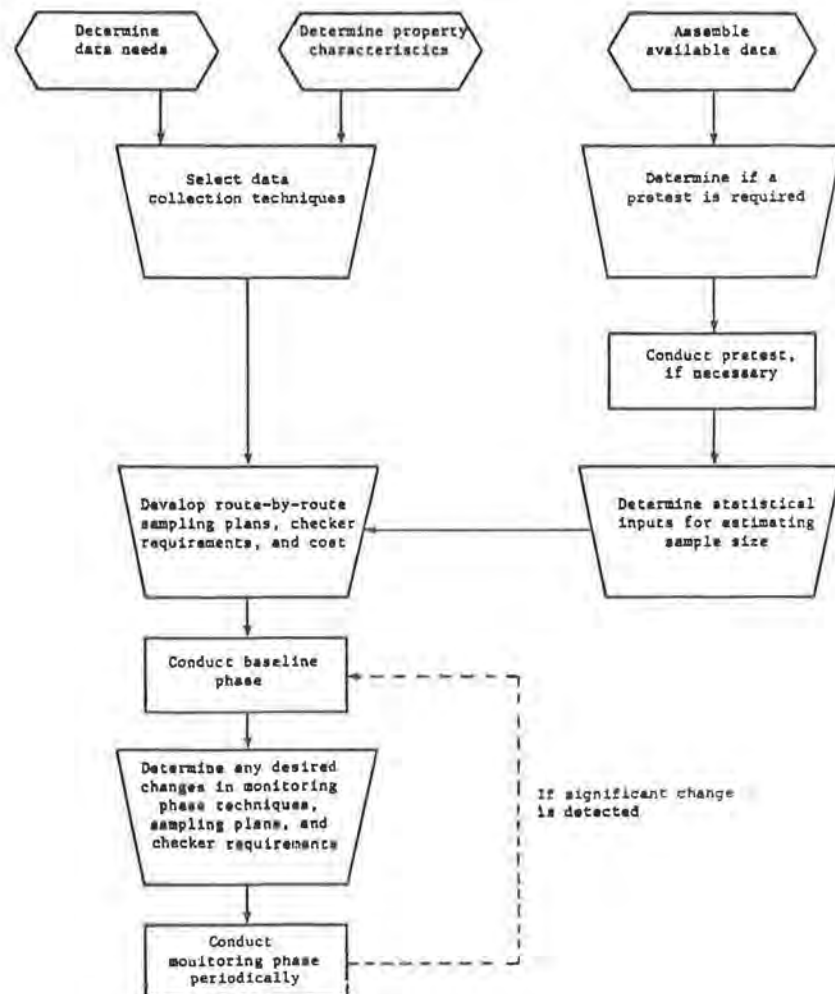 Determine
data needs
Determine property
characteristics
Assemble
available data
Select data
collection techniques
Determine if a
pretest is required
Conduct pretest,
if necessary
Develop route-by-route
sampling plans, checker
requirements, and cost
Determine statistical
inputs for estimating
sample size
Conduct baseline
phase
Determine any desired
changes in monitoring
phase techniques,
sampling plans, and
checker requirements
If significant change
is detected
Conduct
monitoring phase
periodically